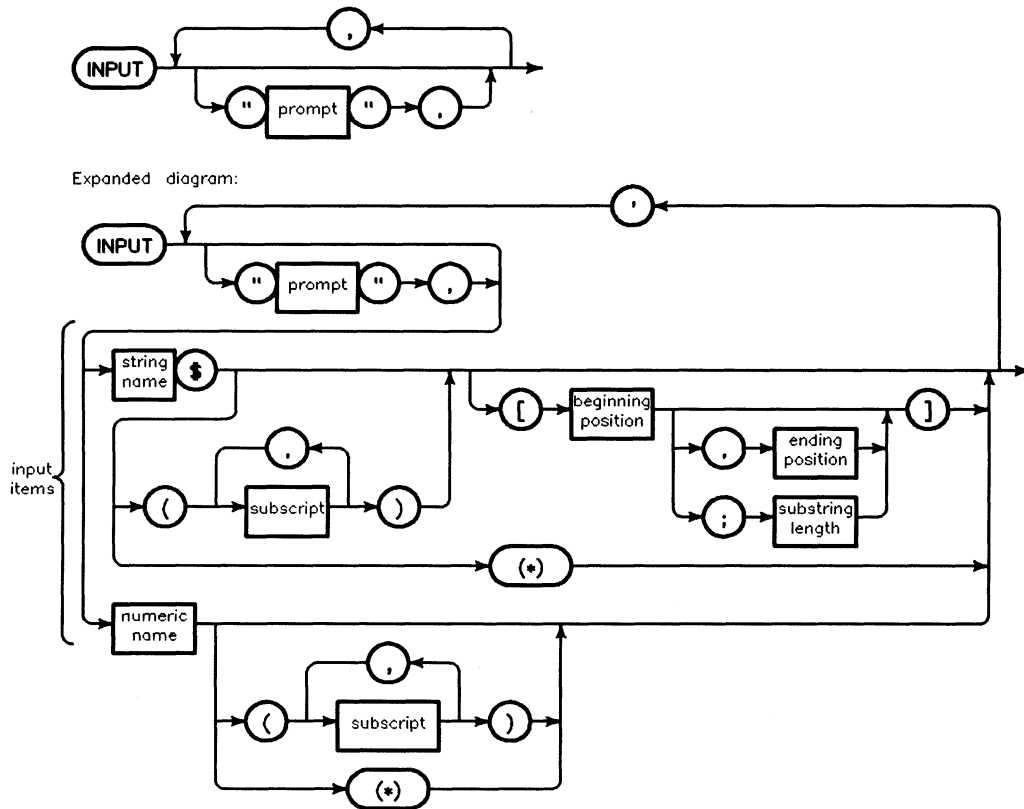 ,
INPUT
" prompt " ,
Expanded diagram:
,
INPUT
" prompt " ,
string
name
$
[
beginning
position
]
,
ending
position
,
( subscript )
;
substring
length
input
items
(*)
numeric
name
,
( subscript )
(*)